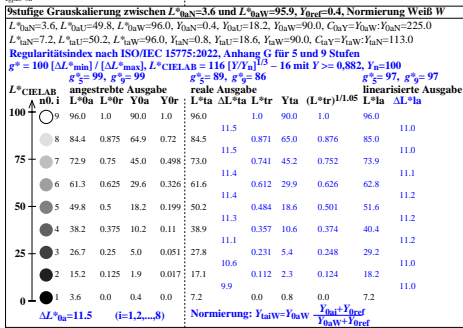 9stufige Grauskalierung zwischen L*0aN=3.6 und L*0aW=95.9, Y0ref=0.4, Normierung Weiß W
L*0aN=3.6, L*0aU=49.8, L*0aW=96.0, Y0aN=0.4, Y0aU=18.2, Y0aW=90.0, C0aY=Y0aW:Y0aN=225.0
L*taN=7.2, L*taU=50.2, L*taW=96.0, YtaN=0.8, YtaU=18.6, YtaW=90.0, CtaY=YtaW:YtaN=113.0
Regularitätsindex nach ISO/IEC 15775:2022, Anhang G für 5 und 9 Stufen
g* = 100 [ΔL*min] / [ΔL*max], L*CIELAB = 116 [Y/Yn]1/3 − 16 mit Y >= 0,882, Yn=100
g*5= 99, g*9= 99 g*5= 89, g*9= 86 g*5= 97, g*9= 97
L*CIELAB angestrebte Ausgabe reale Ausgabe linearisierte Ausgabe
n0. i L*0a L*0r Y0a Y0r L*ta ΔL*ta L*tr Yta (L*tr)1/1.05 L*la ΔL*la
100 9 96.0 1.0 90.0 1.0 96.0 1.0 90.0 1.0 96.0
11.5 11.0
8 84.4 0.875 64.9 0.72 84.5 0.871 65.0 0.876 85.0
11.5 11.0
75 7 72.9 0.75 45.0 0.498 73.0 0.741 45.2 0.752 73.9
11.4 11.1
6 61.3 0.625 29.6 0.326 61.6 0.612 29.9 0.626 62.8
11.4 11.2
50 5 49.8 0.5 18.2 0.199 50.2 0.484 18.6 0.501 51.6
11.3 11.2
4 38.2 0.375 10.2 0.11 38.9 0.357 10.6 0.374 40.4
11.1 11.2
25 3 26.7 0.25 5.0 0.051 27.8 0.231 5.4 0.248 29.2
10.6 11.0
2 15.2 0.125 1.9 0.017 17.1 0.112 2.3 0.124 18.2
9.9 11.0
0 1 3.6 0.0 0.4 0.0 7.2 0.0 0.8 0.0 7.2
ΔL*0a=11.5 (i=1,2,...,8) Normierung: YtaiW=Y0aW Y0ai+Y0ref
Y0aW+Y0ref